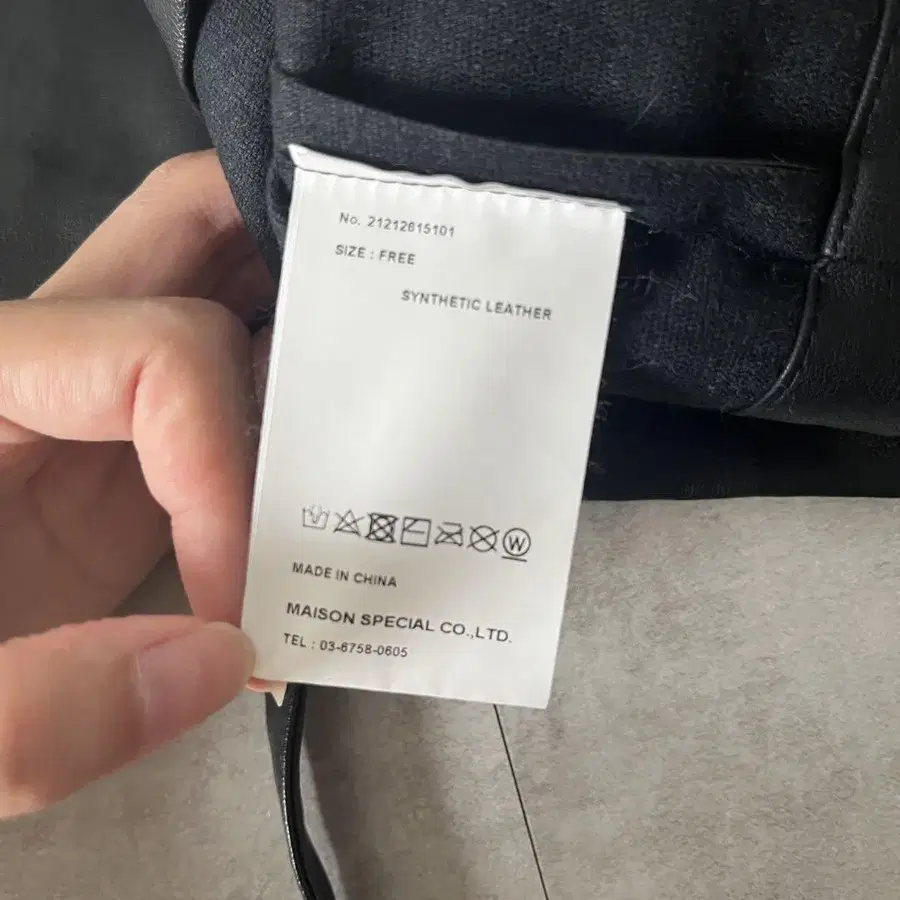 No. 21212615101
SIZE : FREE
SYNTHETIC LEATHER
W
MADE IN CHINA
MAISON SPECIAL CO.,LTD.
TEL : 03-6758-0605